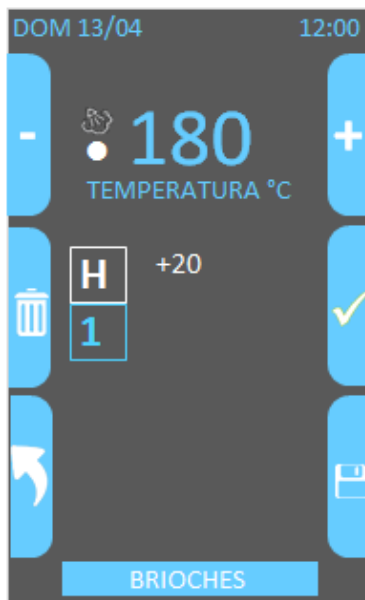 DOM 13/04 12:00
- 180 +
TEMPERATURA °C
H +20
1
BRIOCHES